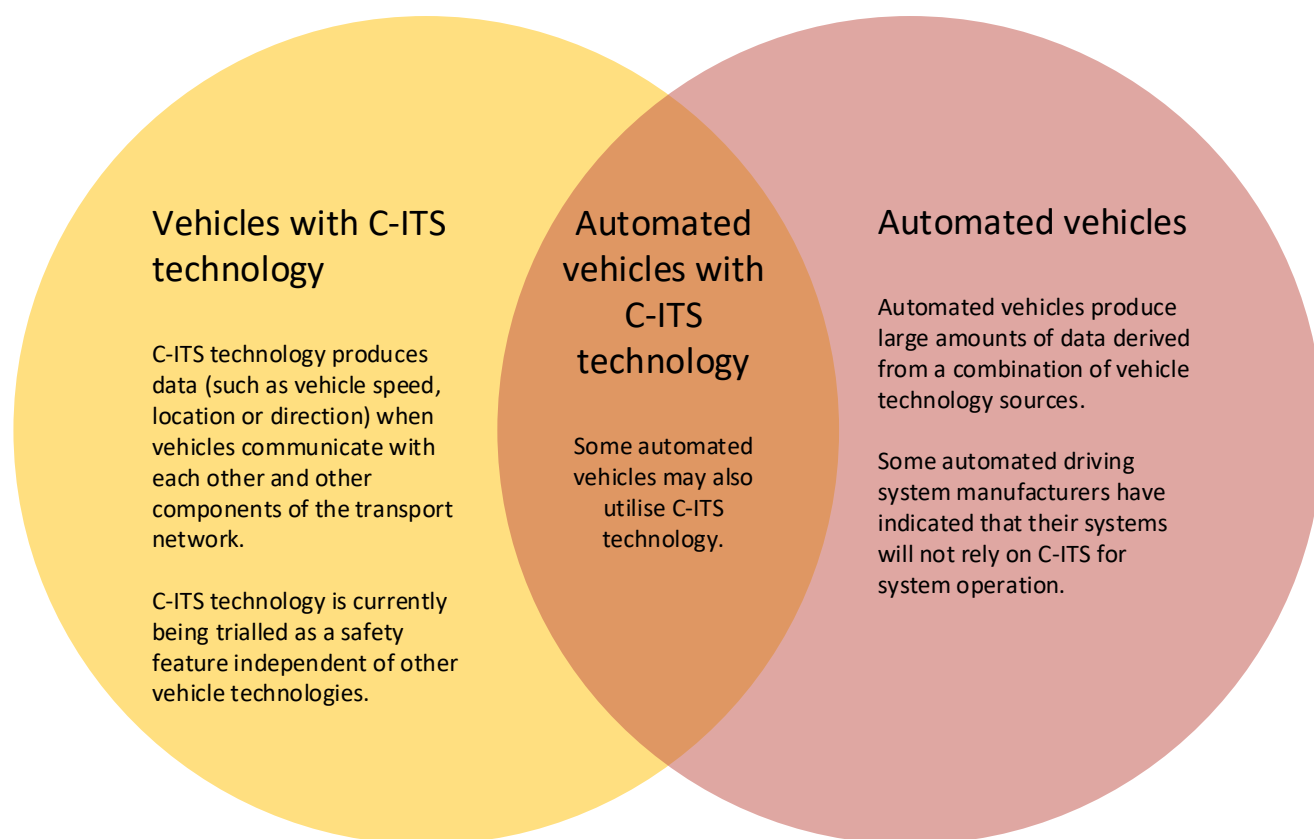 Vehicles with C-ITS
technology
C-ITS technology produces
data (such as vehicle speed,
location or direction) when
vehicles communicate with
each other and other
components of the transport
network.
C-ITS technology is currently
being trialled as a safety
feature independent of other
vehicle technologies.
Automated
vehicles with
C-ITS
technology
Some automated
vehicles may also
utilise C-ITS
technology.
Automated vehicles
Automated vehicles produce
large amounts of data derived
from a combination of vehicle
technology sources.
Some automated driving
system manufacturers have
indicated that their systems
will not rely on C-ITS for
system operation.